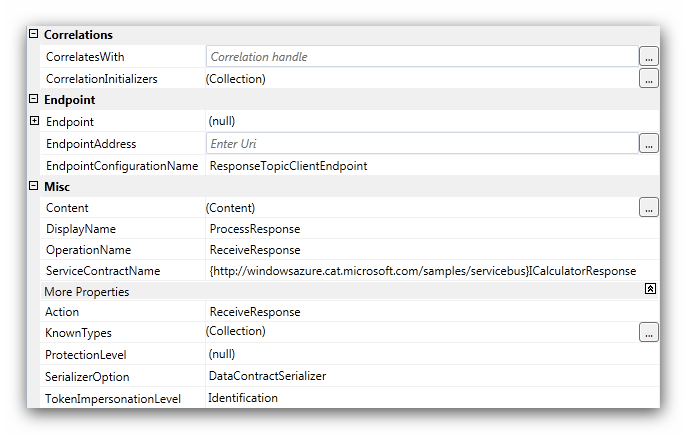 Correlations
CorrelatesWith Correlation handle ...
CorrelationInitializers (Collection) ...
Endpoint
Endpoint (null)
EndpointAddress Enter Uri ...
EndpointConfigurationName ResponseTopicClientEndpoint
Misc
Content (Content) ...
DisplayName ProcessResponse
OperationName ReceiveResponse
ServiceContractName {http://windowsazure.cat.microsoft.com/samples/servicebus}ICalculatorResponse
More Properties
Action ReceiveResponse
KnownTypes (Collection) ...
ProtectionLevel (null)
SerializerOption DataContractSerializer
TokenImpersonationLevel Identification